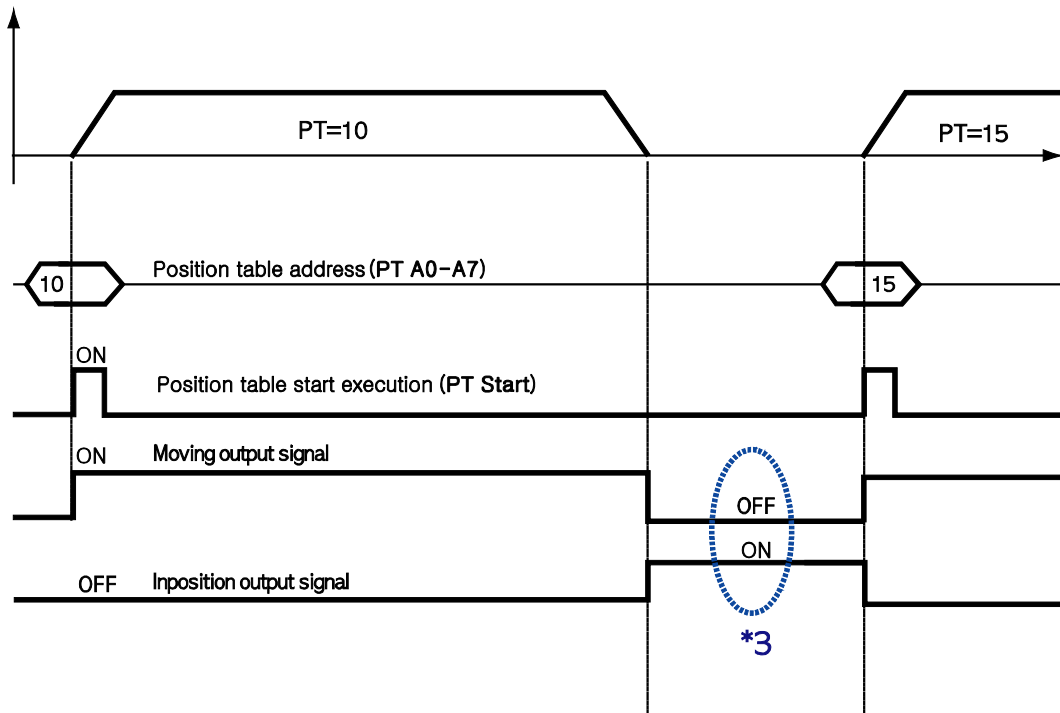 PT=10
PT=15
Position table address (PT A0-A7)
10
15
ON
Position table start execution (PT Start)
ON
Moving output signal
OFF
ON
OFF
Inposition output signal
*3